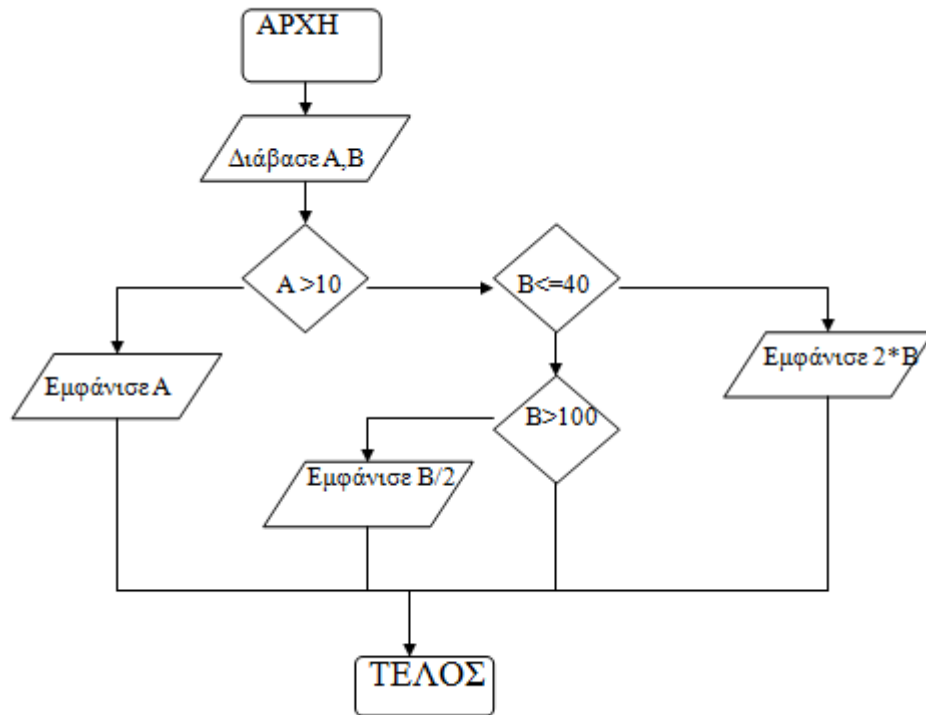 ΑΡΧΗ
Διάβασε Α,Β
Α >10
Β<=40
Εμφάνισε Α
Εμφάνισε 2*Β
Β>100
Εμφάνισε Β/2
ΤΕΛΟΣ